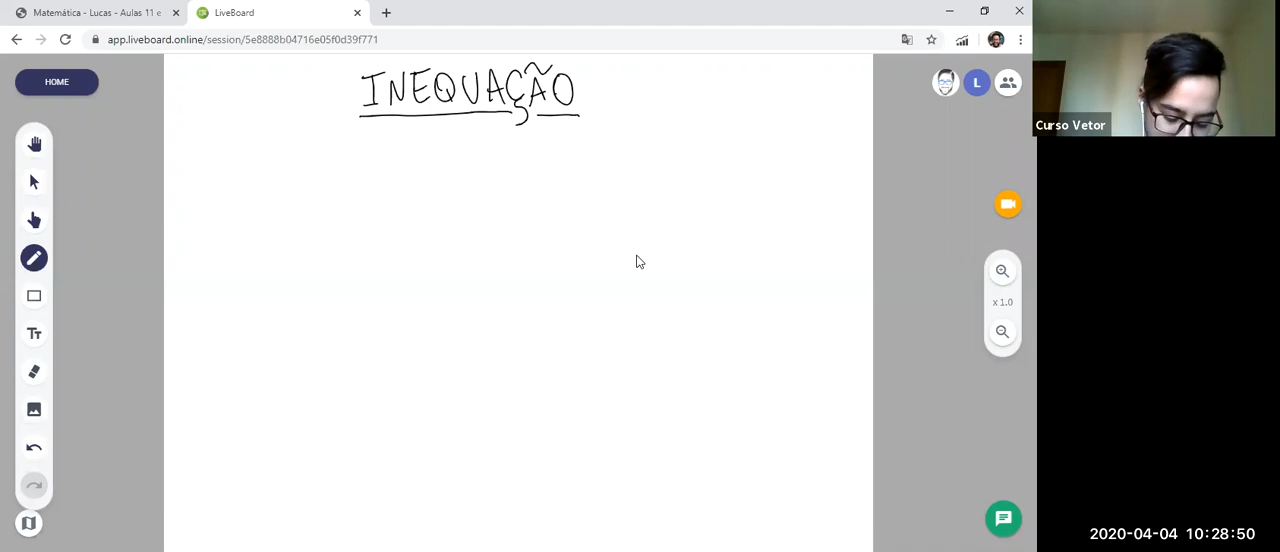 Matemática - Lucas - Aulas 11 e
LiveBoard
app.liveboard.online/session/5e8888b04716e05f0d39f771
HOME
INEQUAÇÃO
L
Curso Vetor
Tт
x 1.0
2020-04-04 10:28:50